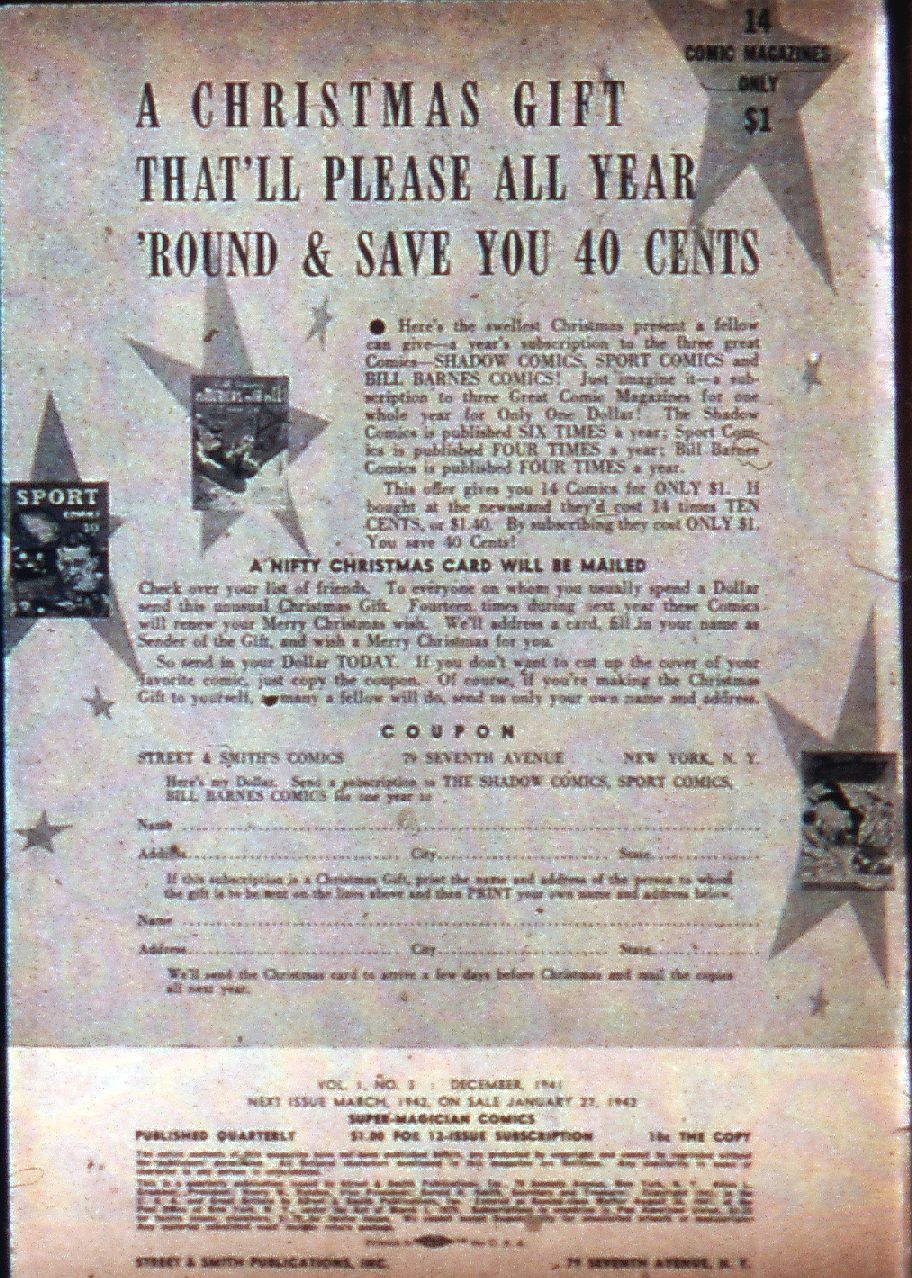 14
COMIC MAGAZINES
ONLY
$1
A CHRISTMAS GIFT
THAT'LL PLEASE ALL YEAR
'ROUND & SAVE YOU 40 CENTS
● Here's the swellest Christmas present a fellow
can give—a year's subscription to the three great
Comics—SHADOW COMICS, SPORT COMICS and
BILL BARNES COMICS! Just imagine it—a sub-
scription to three Great Comic Magazines for one
whole year for Only One Dollar! The Shadow
Comics is published SIX TIMES a year; Sport Com-
ics is published FOUR TIMES a year; Bill Barnes
Comics is published FOUR TIMES a year.
This offer gives you 14 Comics for ONLY $1. If
bought at the newsstand they'd cost 14 times TEN
CENTS, or $1.40. By subscribing they cost ONLY $1.
You save 40 Cents!
SPORT
COMICS
A NIFTY CHRISTMAS CARD WILL BE MAILED
Check over your list of friends. To everyone on whom you usually spend a Dollar
send this unusual Christmas Gift. Fourteen times during next year these Comics
will renew your Merry Christmas wish. We'll address a card, fill in your name as
Sender of the Gift, and wish a Merry Christmas for you.
So send in your Dollar TODAY. If you don't want to cut up the cover of your
favorite comic, just copy the coupon. Of course, if you're making the Christmas
Gift to yourself, as many a fellow will do, send us only your own name and address.
COUPON
STREET & SMITH'S COMICS 79 SEVENTH AVENUE NEW YORK, N. Y.
Here's my Dollar. Send a subscription to THE SHADOW COMICS, SPORT COMICS,
BILL BARNES COMICS for one year to
Name
Address City State
If this subscription is a Christmas Gift, print the name and address of the person to whom
the gift is to be sent on the lines above and then PRINT your own name and address below.
Name
Address City State
We'll send the Christmas card to arrive a few days before Christmas and mail the copies
all next year.
VOL. 1, NO. 5 DECEMBER, 1941
NEXT ISSUE MARCH, 1942, ON SALE JANUARY 27, 1942
SUPER-MAGICIAN COMICS
PUBLISHED QUARTERLY $1.00 FOR 12-ISSUE SUBSCRIPTION 10c THE COPY
STREET & SMITH PUBLICATIONS, INC. 79 SEVENTH AVENUE, N. Y.